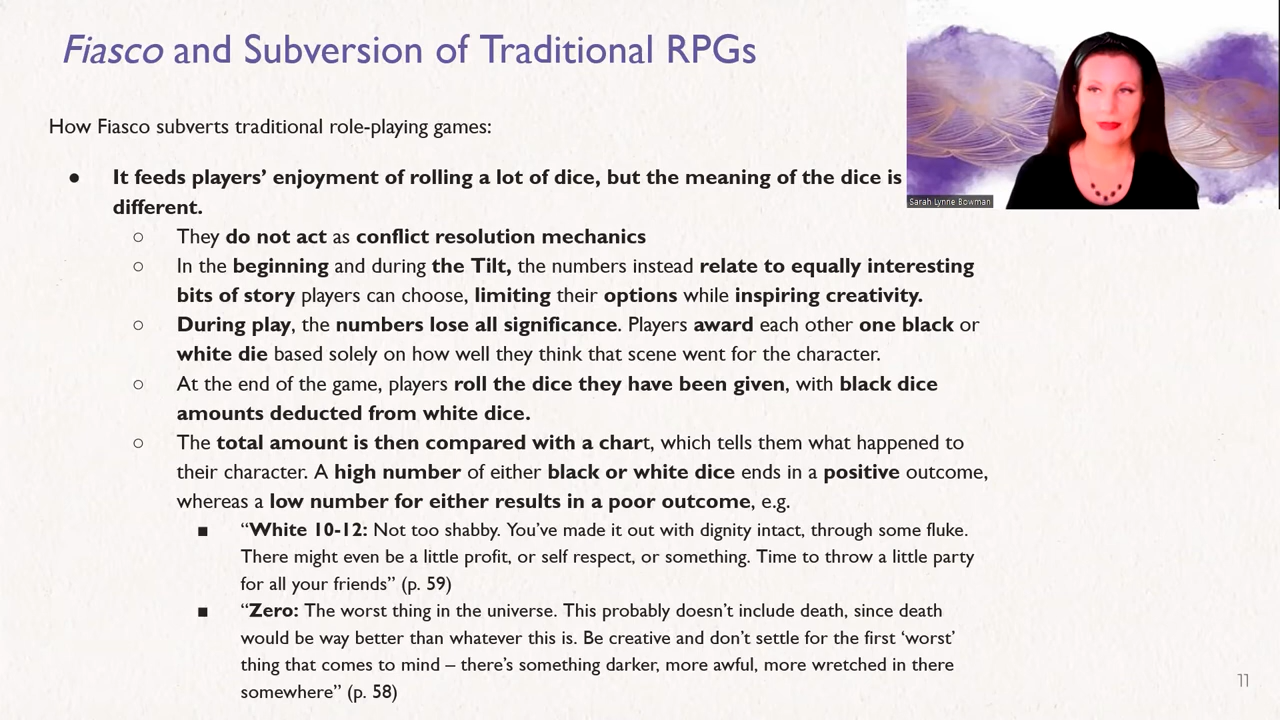 Fiasco and Subversion of Traditional RPGs
Sarah Lynne Bowman
How Fiasco subverts traditional role-playing games:
● It feeds players’ enjoyment of rolling a lot of dice, but the meaning of the dice is
different.
○ They do not act as conflict resolution mechanics
○ In the beginning and during the Tilt, the numbers instead relate to equally interesting
bits of story players can choose, limiting their options while inspiring creativity.
○ During play, the numbers lose all significance. Players award each other one black or
white die based solely on how well they think that scene went for the character.
○ At the end of the game, players roll the dice they have been given, with black dice
amounts deducted from white dice.
○ The total amount is then compared with a chart, which tells them what happened to
their character. A high number of either black or white dice ends in a positive outcome,
whereas a low number for either results in a poor outcome, e.g.
■ “White 10-12: Not too shabby. You’ve made it out with dignity intact, through some fluke.
There might even be a little profit, or self respect, or something. Time to throw a little party
for all your friends” (p. 59)
■ “Zero: The worst thing in the universe. This probably doesn’t include death, since death
would be way better than whatever this is. Be creative and don’t settle for the first ‘worst’
thing that comes to mind – there’s something darker, more awful, more wretched in there
somewhere” (p. 58)
11